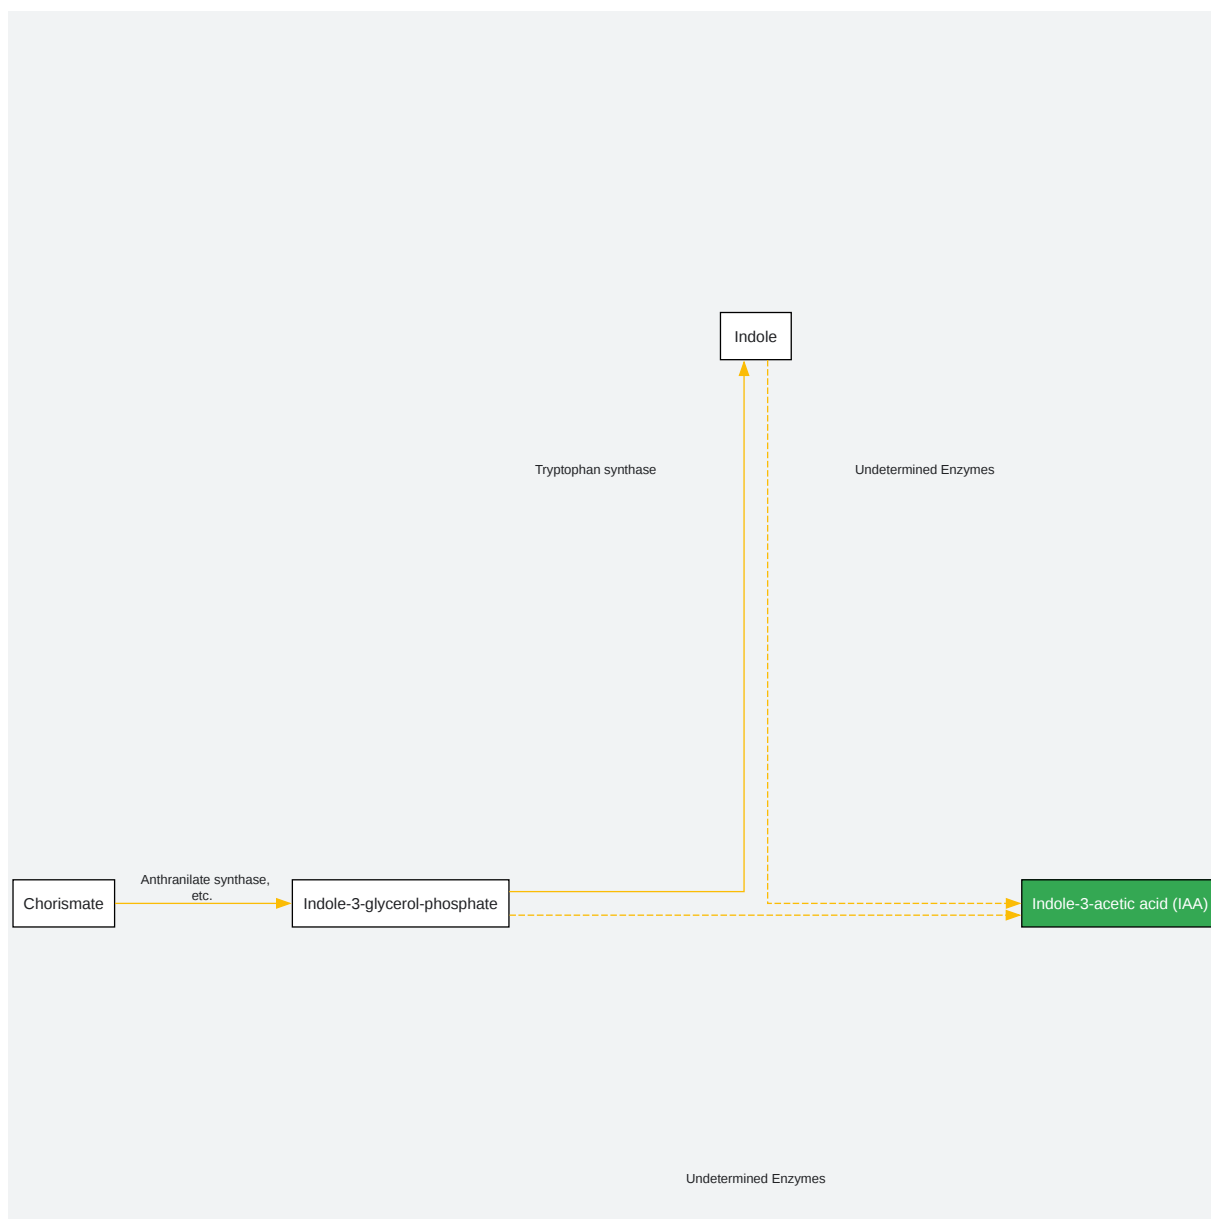 Indole
Tryptophan synthase
Undetermined Enzymes
Anthranilate synthase,
etc.
Chorismate
Indole-3-glycerol-phosphate
Indole-3-acetic acid (IAA)
Undetermined Enzymes